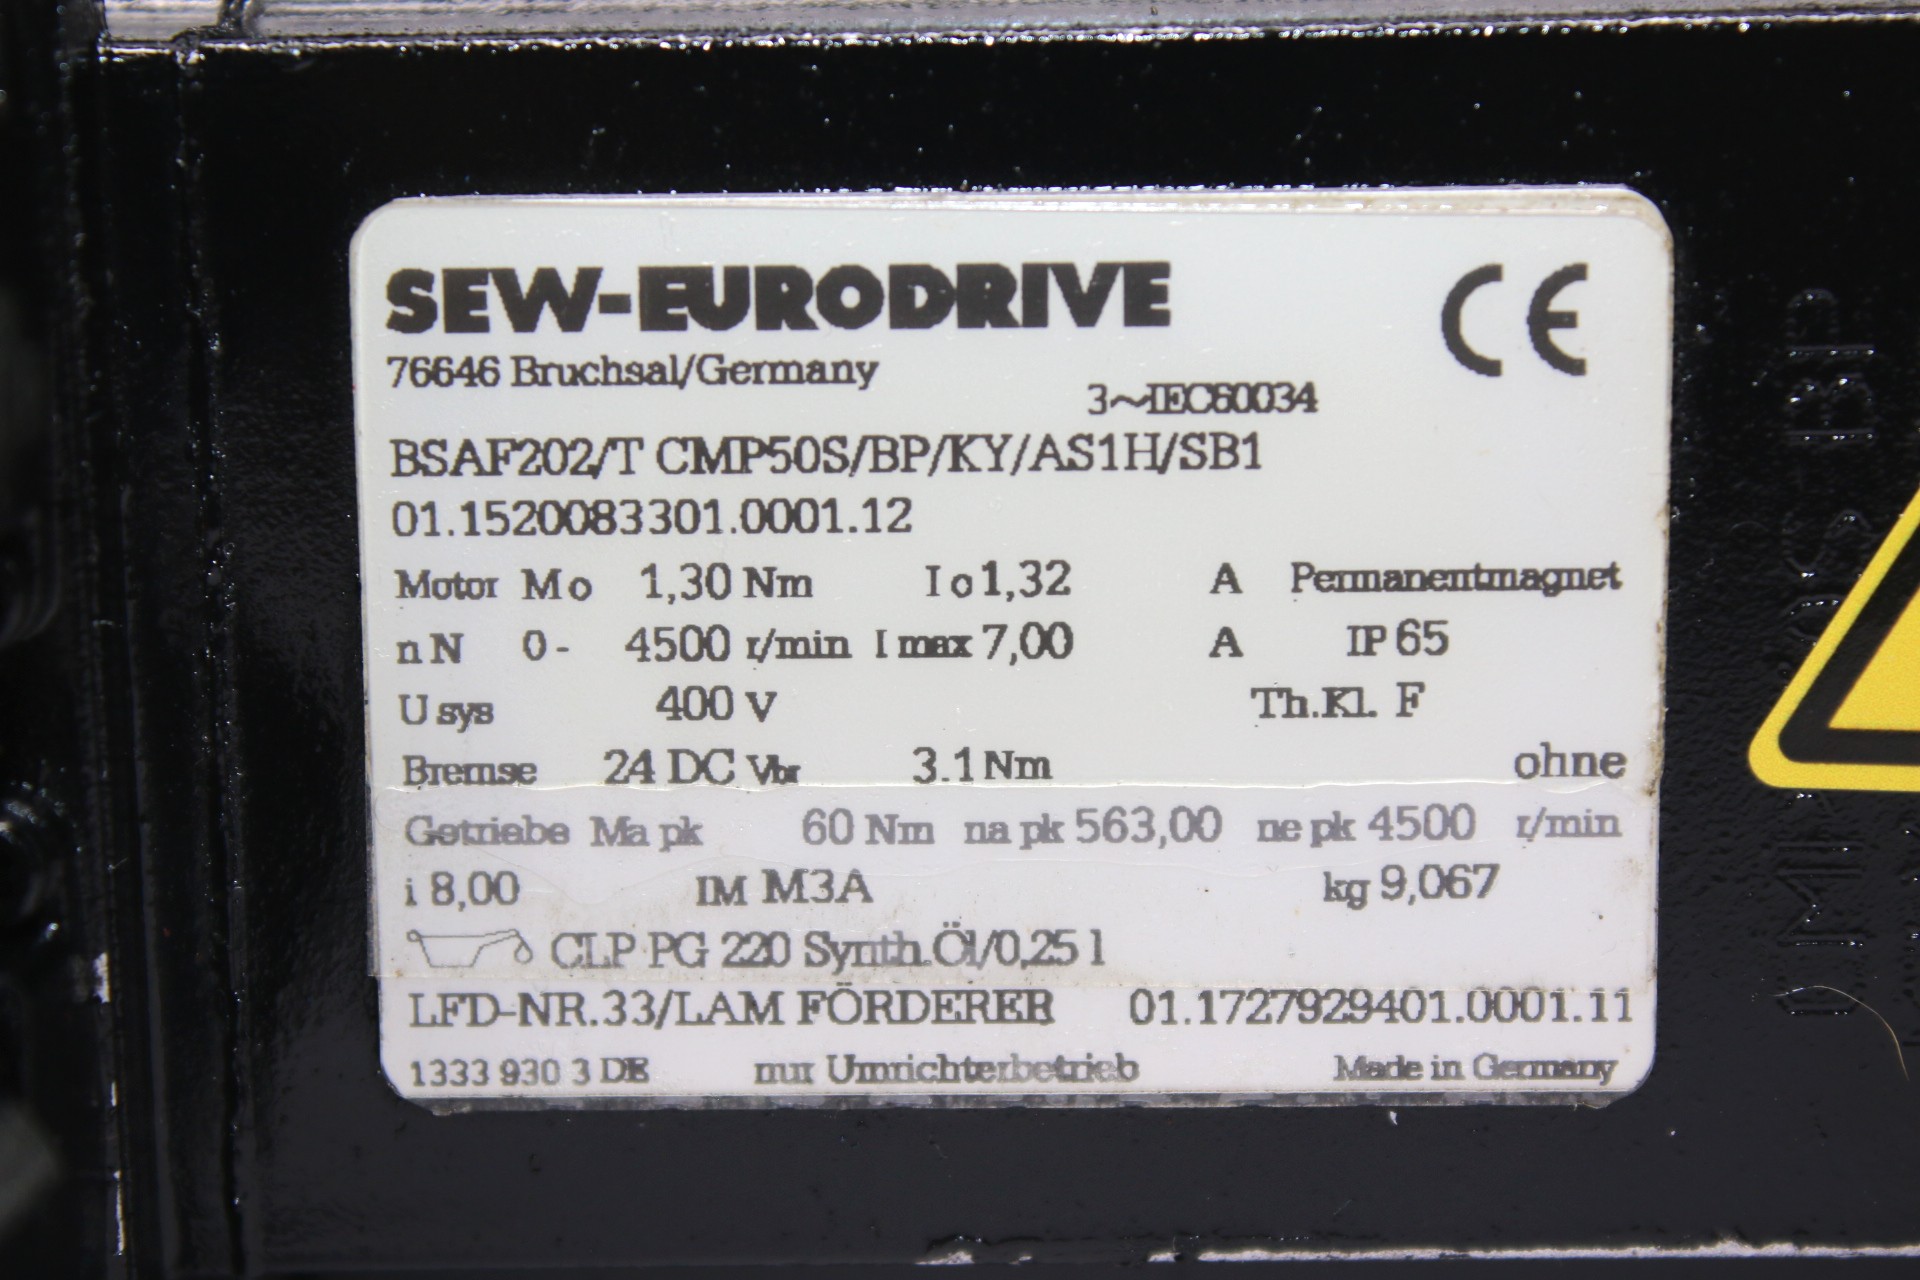 SEW-EURODRIVE CE
76646 Bruchsal/Germany
3~IEC60034
BSAF202/T CMP50S/BP/KY/AS1H/SB1
01.1520083301.0001.12
Motor Mo 1,30 Nm Io 1,32 A Permanentmagnet
nN 0- 4500 r/min I max 7,00 A IP 65
U sys 400 V Th.Kl. F
Bremse 24 DC Vbr 3.1 Nm ohne
Getriebe Ma pk 60 Nm na pk 563,00 ne pk 4500 r/min
i 8,00 IM M3A kg 9,067
CLP PG 220 Synth.Öl/0,25 l
LFD-NR.33/LAM FÖRDERER 01.1727929401.0001.11
1333 930 3 DE nur Umrichterbetrieb Made in Germany